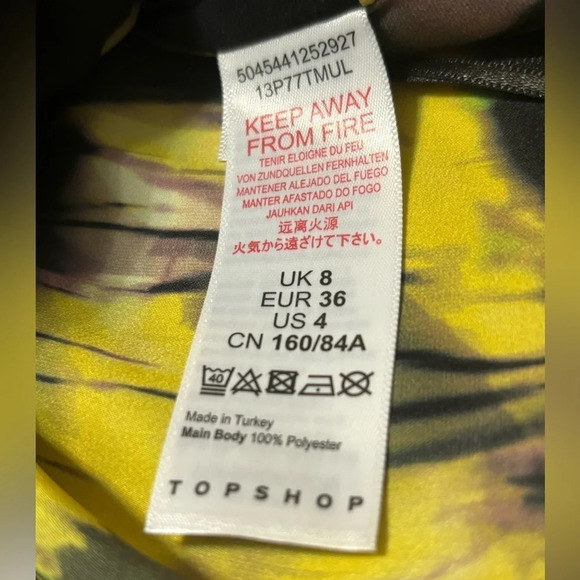 5045441252927
13P77TMUL
KEEP AWAY
FROM FIRE
TENIR ELOIGNE DU FEU
VON ZUNDQUELLEN FERNHALTEN
MANTENER ALEJADO DEL FUEGO
MANTER AFASTADO DO FOGO
JAUHKAN DARI API
远离火源
火気から遠ざけて下さい。
UK 8
EUR 36
US 4
CN 160/84A
40
Made in Turkey
Main Body 100% Polyester
TOPSHOP